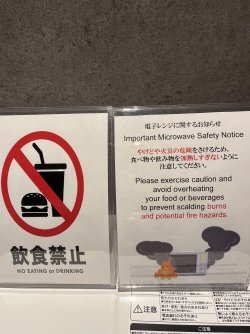 飲食禁止
NO EATING or DRINKING
電子レンジに関するお知らせ
Important Microwave Safety Notice
やけどや火災の危険をさけるため、
食べ物や飲み物を加熱しすぎないように
注意してください。
Please exercise caution and
avoid overheating
your food or beverages
to prevent scalding burns
and potential fire hazards.
注意
ご注意